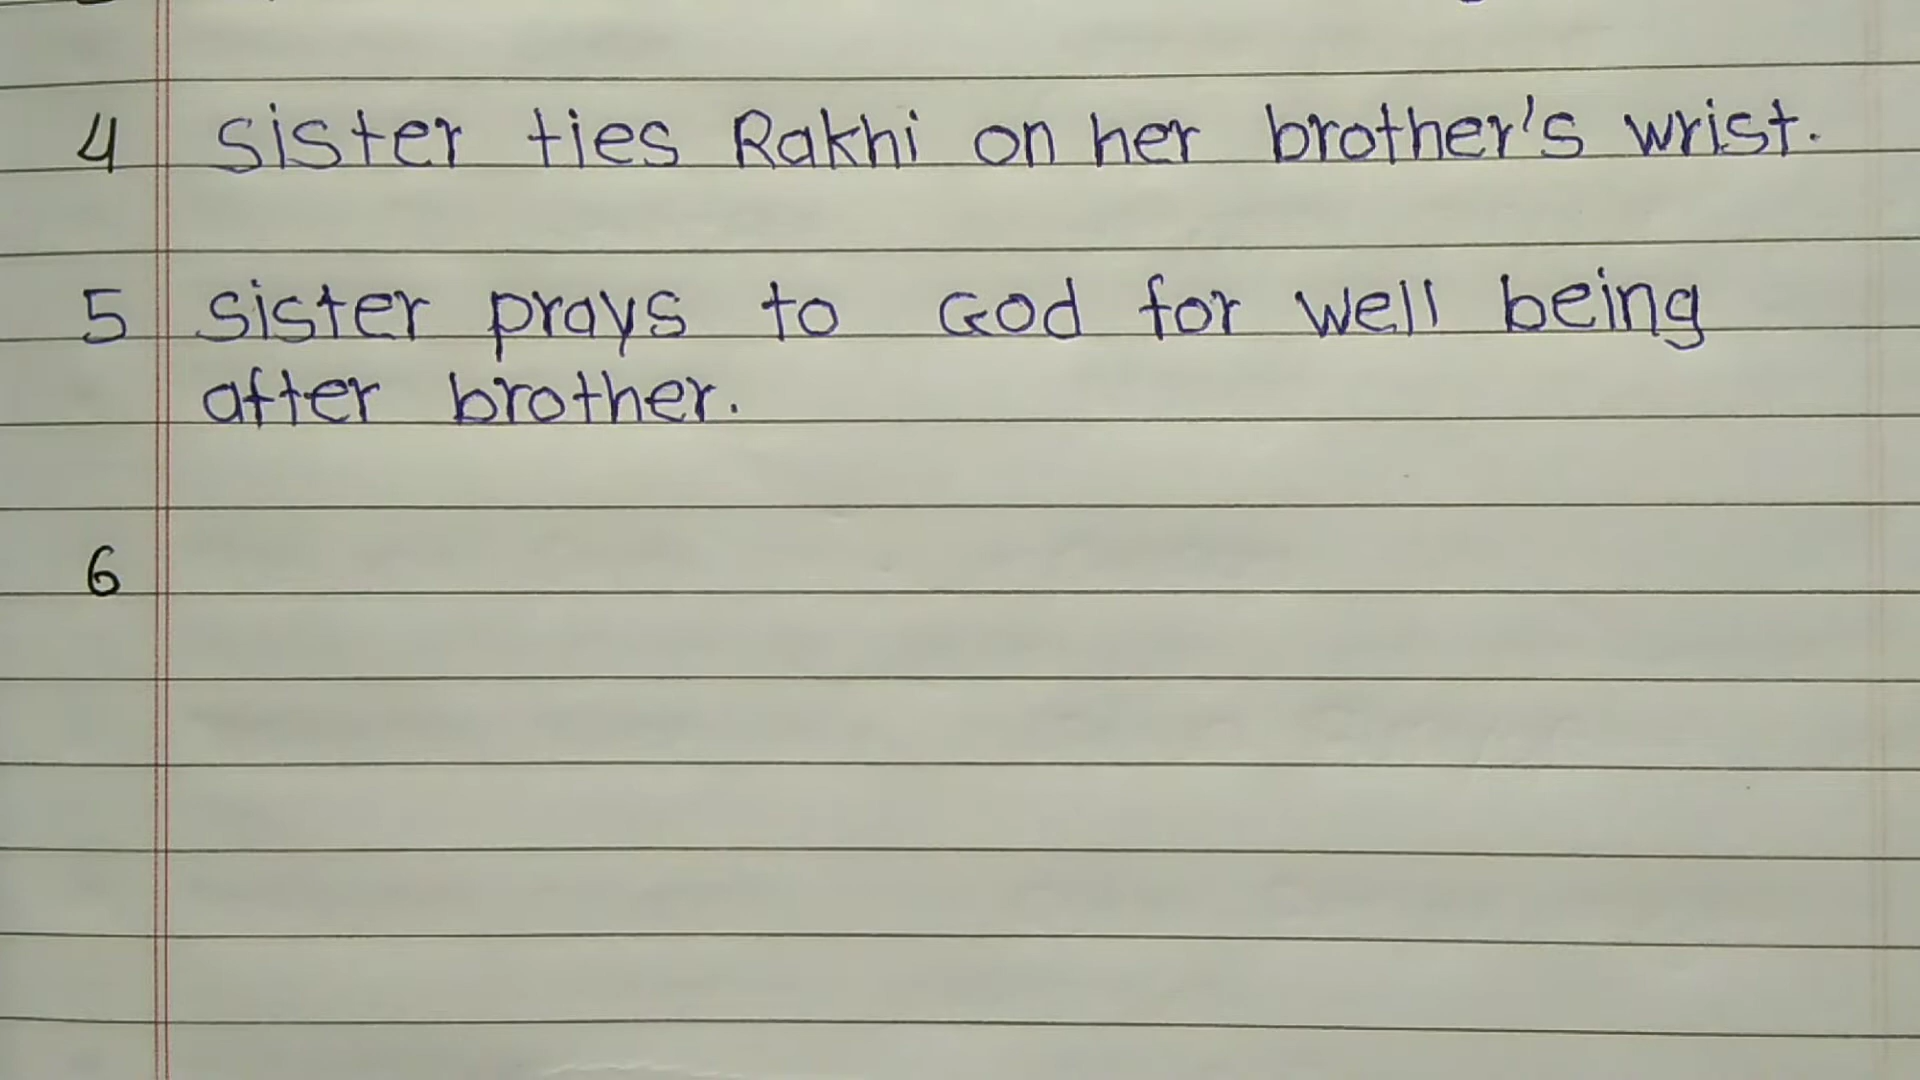 4 Sister ties Rakhi on her brother's wrist.
5 sister prays to God for well being
after brother.
6